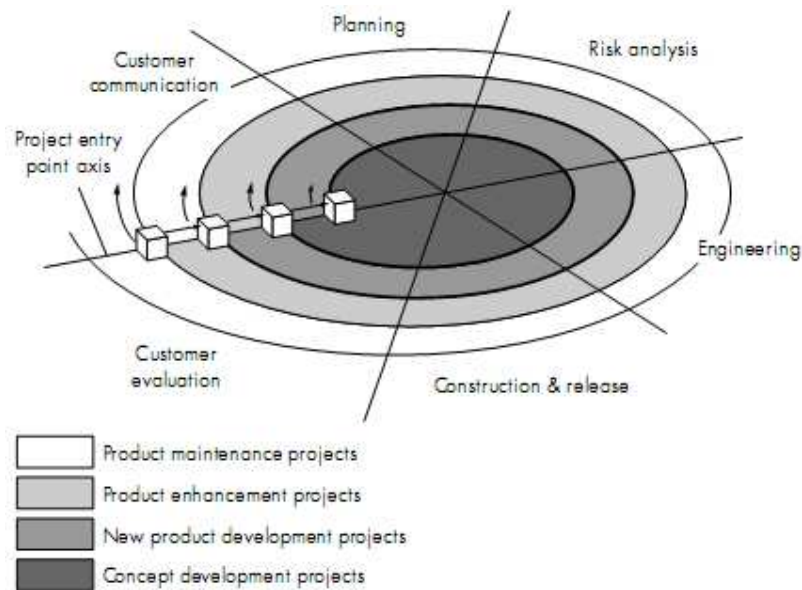 Planning
Risk analysis
Customer
communication
Project entry
point axis
Engineering
Customer
evaluation
Construction & release
Product maintenance projects
Product enhancement projects
New product development projects
Concept development projects